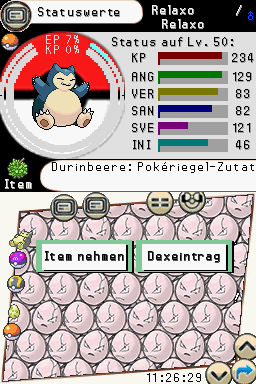 Statuswerte
Relaxo /
Relaxo
EP 7%
KP 0%
Status auf Lv. 50:
KP 234
ANG 129
VER 83
SAN 82
SVE 121
INI 46
Item
Durinbeere: Pokériegel-Zutat
Item nehmen
Dexeintrag
11:26:29